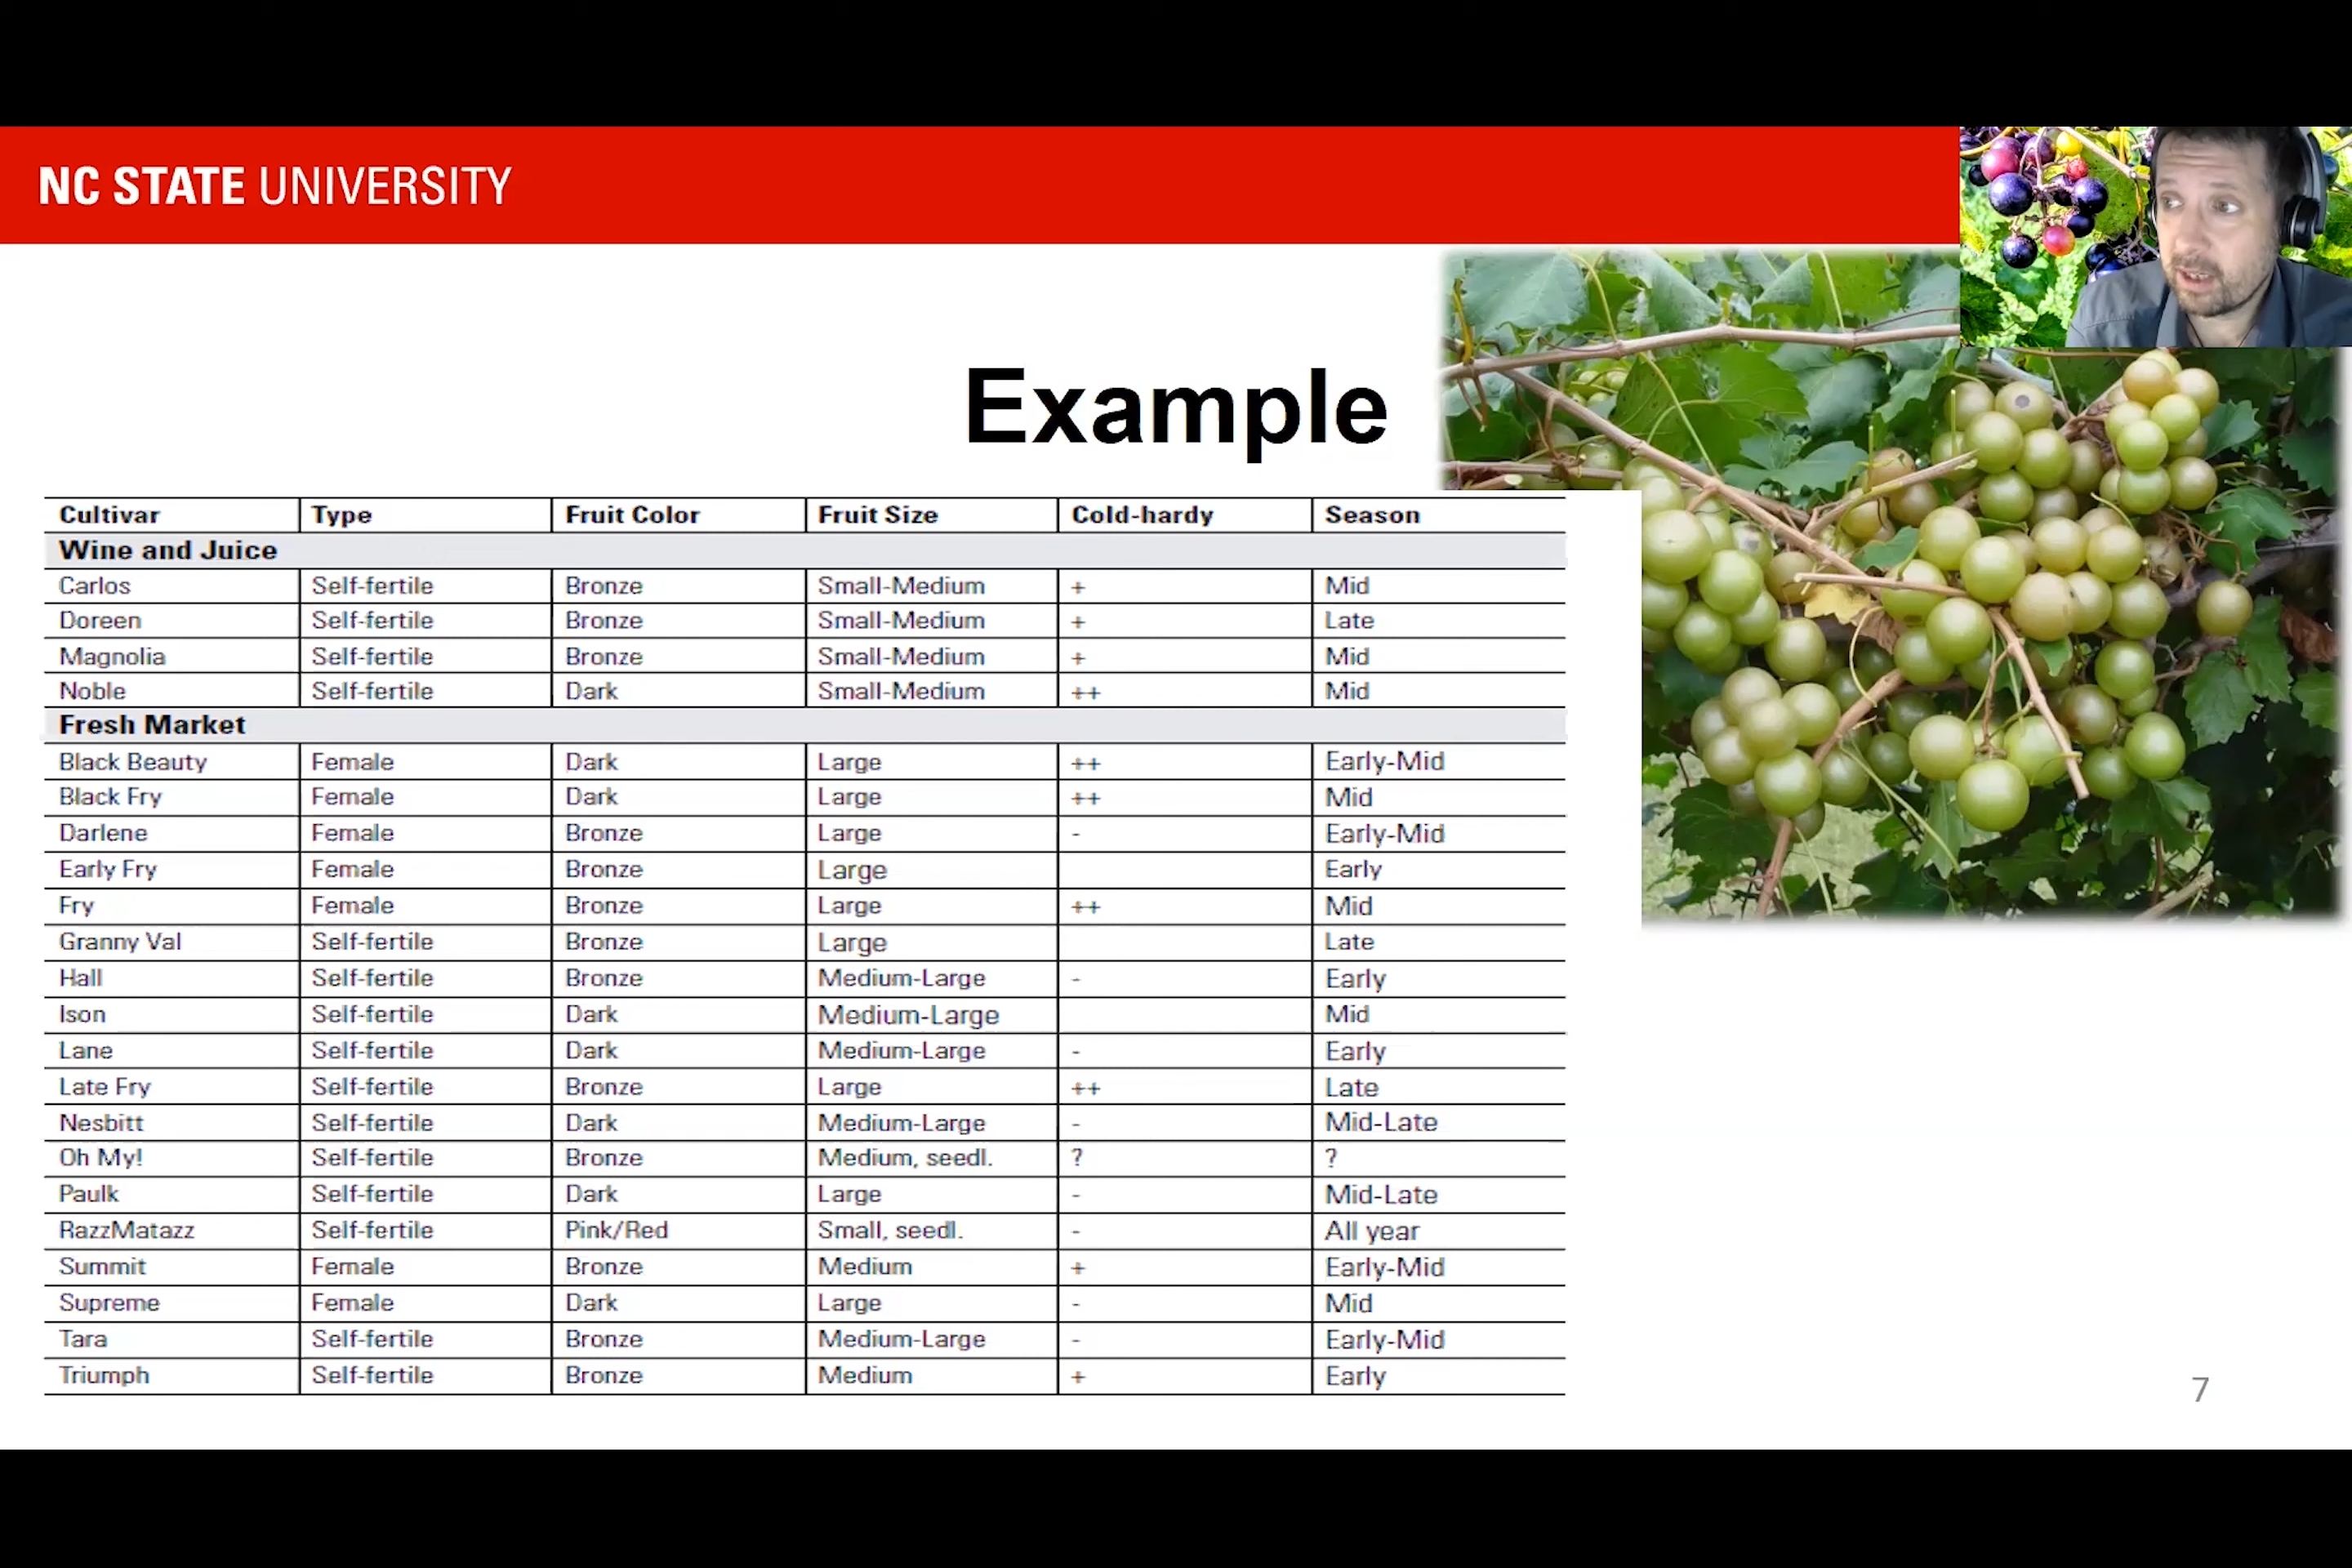 NC STATE UNIVERSITY
Example
Cultivar Type Fruit Color Fruit Size Cold-hardy Season
Wine and Juice
Carlos Self-fertile Bronze Small-Medium + Mid
Doreen Self-fertile Bronze Small-Medium + Late
Magnolia Self-fertile Bronze Small-Medium + Mid
Noble Self-fertile Dark Small-Medium ++ Mid
Fresh Market
Black Beauty Female Dark Large ++ Early-Mid
Black Fry Female Dark Large ++ Mid
Darlene Female Bronze Large - Early-Mid
Early Fry Female Bronze Large Early
Fry Female Bronze Large ++ Mid
Granny Val Self-fertile Bronze Large Late
Hall Self-fertile Bronze Medium-Large - Early
Ison Self-fertile Dark Medium-Large Mid
Lane Self-fertile Dark Medium-Large - Early
Late Fry Self-fertile Bronze Large ++ Late
Nesbitt Self-fertile Dark Medium-Large - Mid-Late
Oh My! Self-fertile Bronze Medium, seedl. ? ?
Paulk Self-fertile Dark Large - Mid-Late
RazzMatazz Self-fertile Pink/Red Small, seedl. - All year
Summit Female Bronze Medium + Early-Mid
Supreme Female Dark Large - Mid
Tara Self-fertile Bronze Medium-Large - Early-Mid
Triumph Self-fertile Bronze Medium + Early
7